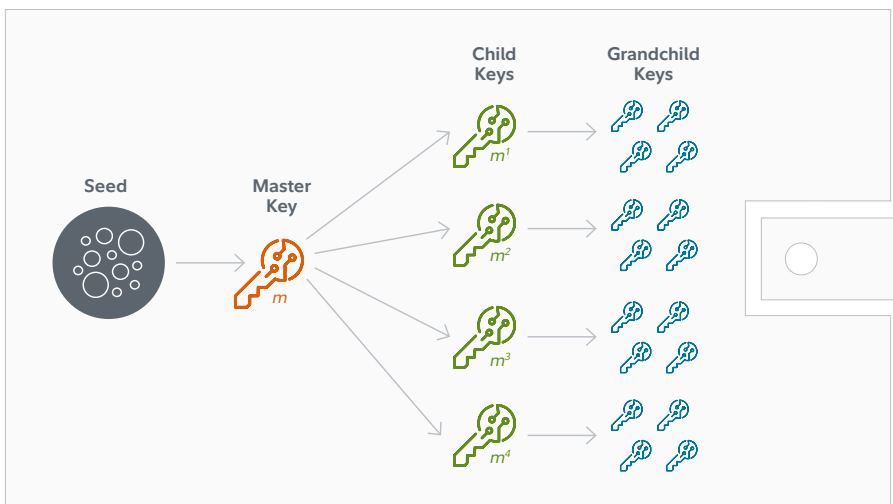 Child
Keys
Grandchild
Keys
Seed
Master
Key
m
m¹
m²
m³
m⁴